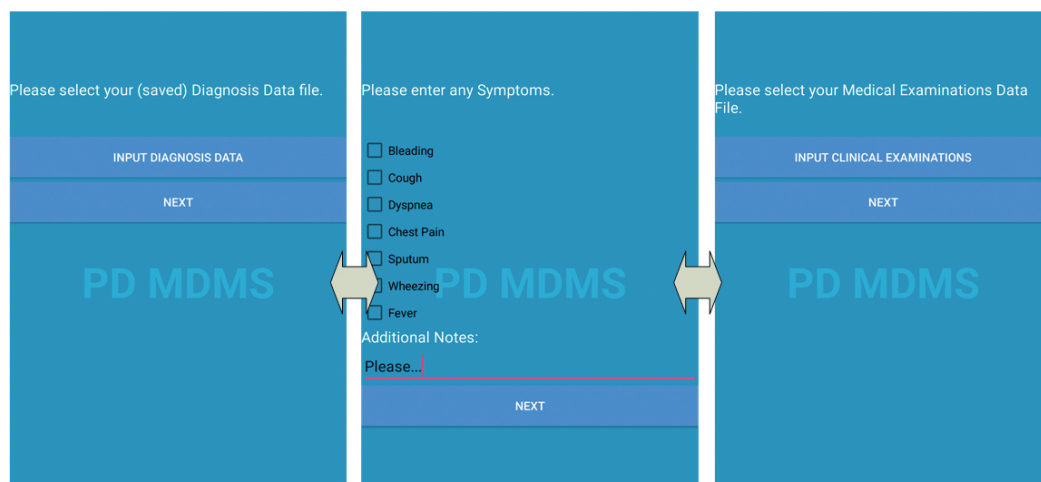 Please select your (saved) Diagnosis Data file.
INPUT DIAGNOSIS DATA
NEXT
PD MDMS
Please enter any Symptoms.
Bleading
Cough
Dyspnea
Chest Pain
Sputum
Wheezing
Fever
PD MDMS
Additional Notes:
Please...
NEXT
Please select your Medical Examinations Data
File.
INPUT CLINICAL EXAMINATIONS
NEXT
PD MDMS